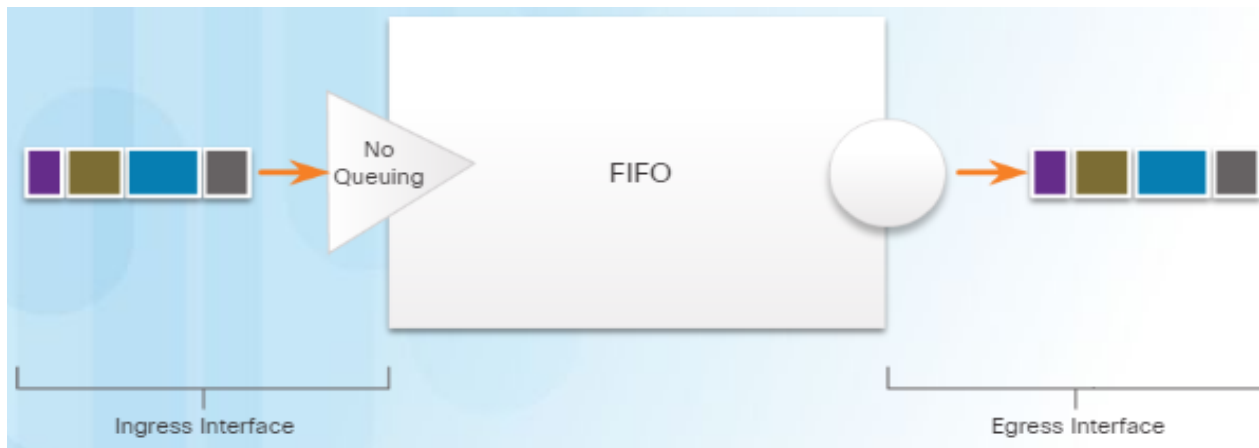 No
Queuing
FIFO
Ingress Interface
Egress Interface